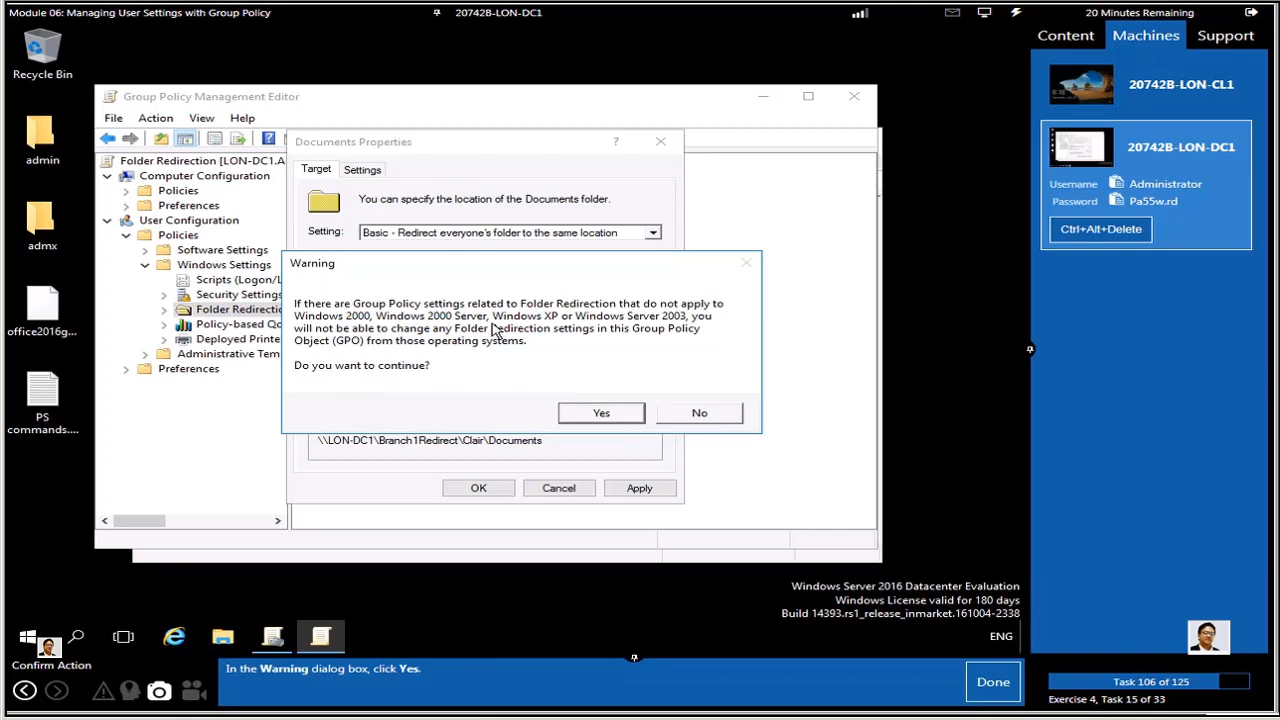 Module 06: Managing User Settings with Group Policy
20742B-LON-DC1
20 Minutes Remaining
Content
Machines
Support
Recycle Bin
admin
admx
office2016g...
PS
commands....
Group Policy Management Editor
File
Action
View
Help
Folder Redirection [LON-DC1.A
Computer Configuration
Policies
Preferences
User Configuration
Policies
Software Settings
Windows Settings
Scripts (Logon/L
Security Settings
Folder Redirectio
Policy-based Qo
Deployed Printe
Administrative Tem
Preferences
Documents Properties
Target
Settings
You can specify the location of the Documents folder.
Setting:
Basic - Redirect everyone's folder to the same location
Warning
If there are Group Policy settings related to Folder Redirection that do not apply to
Windows 2000, Windows 2000 Server, Windows XP or Windows Server 2003, you
will not be able to change any Folder Redirection settings in this Group Policy
Object (GPO) from those operating systems.
Do you want to continue?
Yes
No
\\LON-DC1\Branch1Redirect\Clair\Documents
OK
Cancel
Apply
20742B-LON-CL1
20742B-LON-DC1
Username
Administrator
Password
Pa55w.rd
Ctrl+Alt+Delete
Windows Server 2016 Datacenter Evaluation
Windows License valid for 180 days
Build 14393.rs1_release_inmarket.161004-2338
ENG
Confirm Action
In the Warning dialog box, click Yes.
Done
Task 106 of 125
Exercise 4, Task 15 of 33